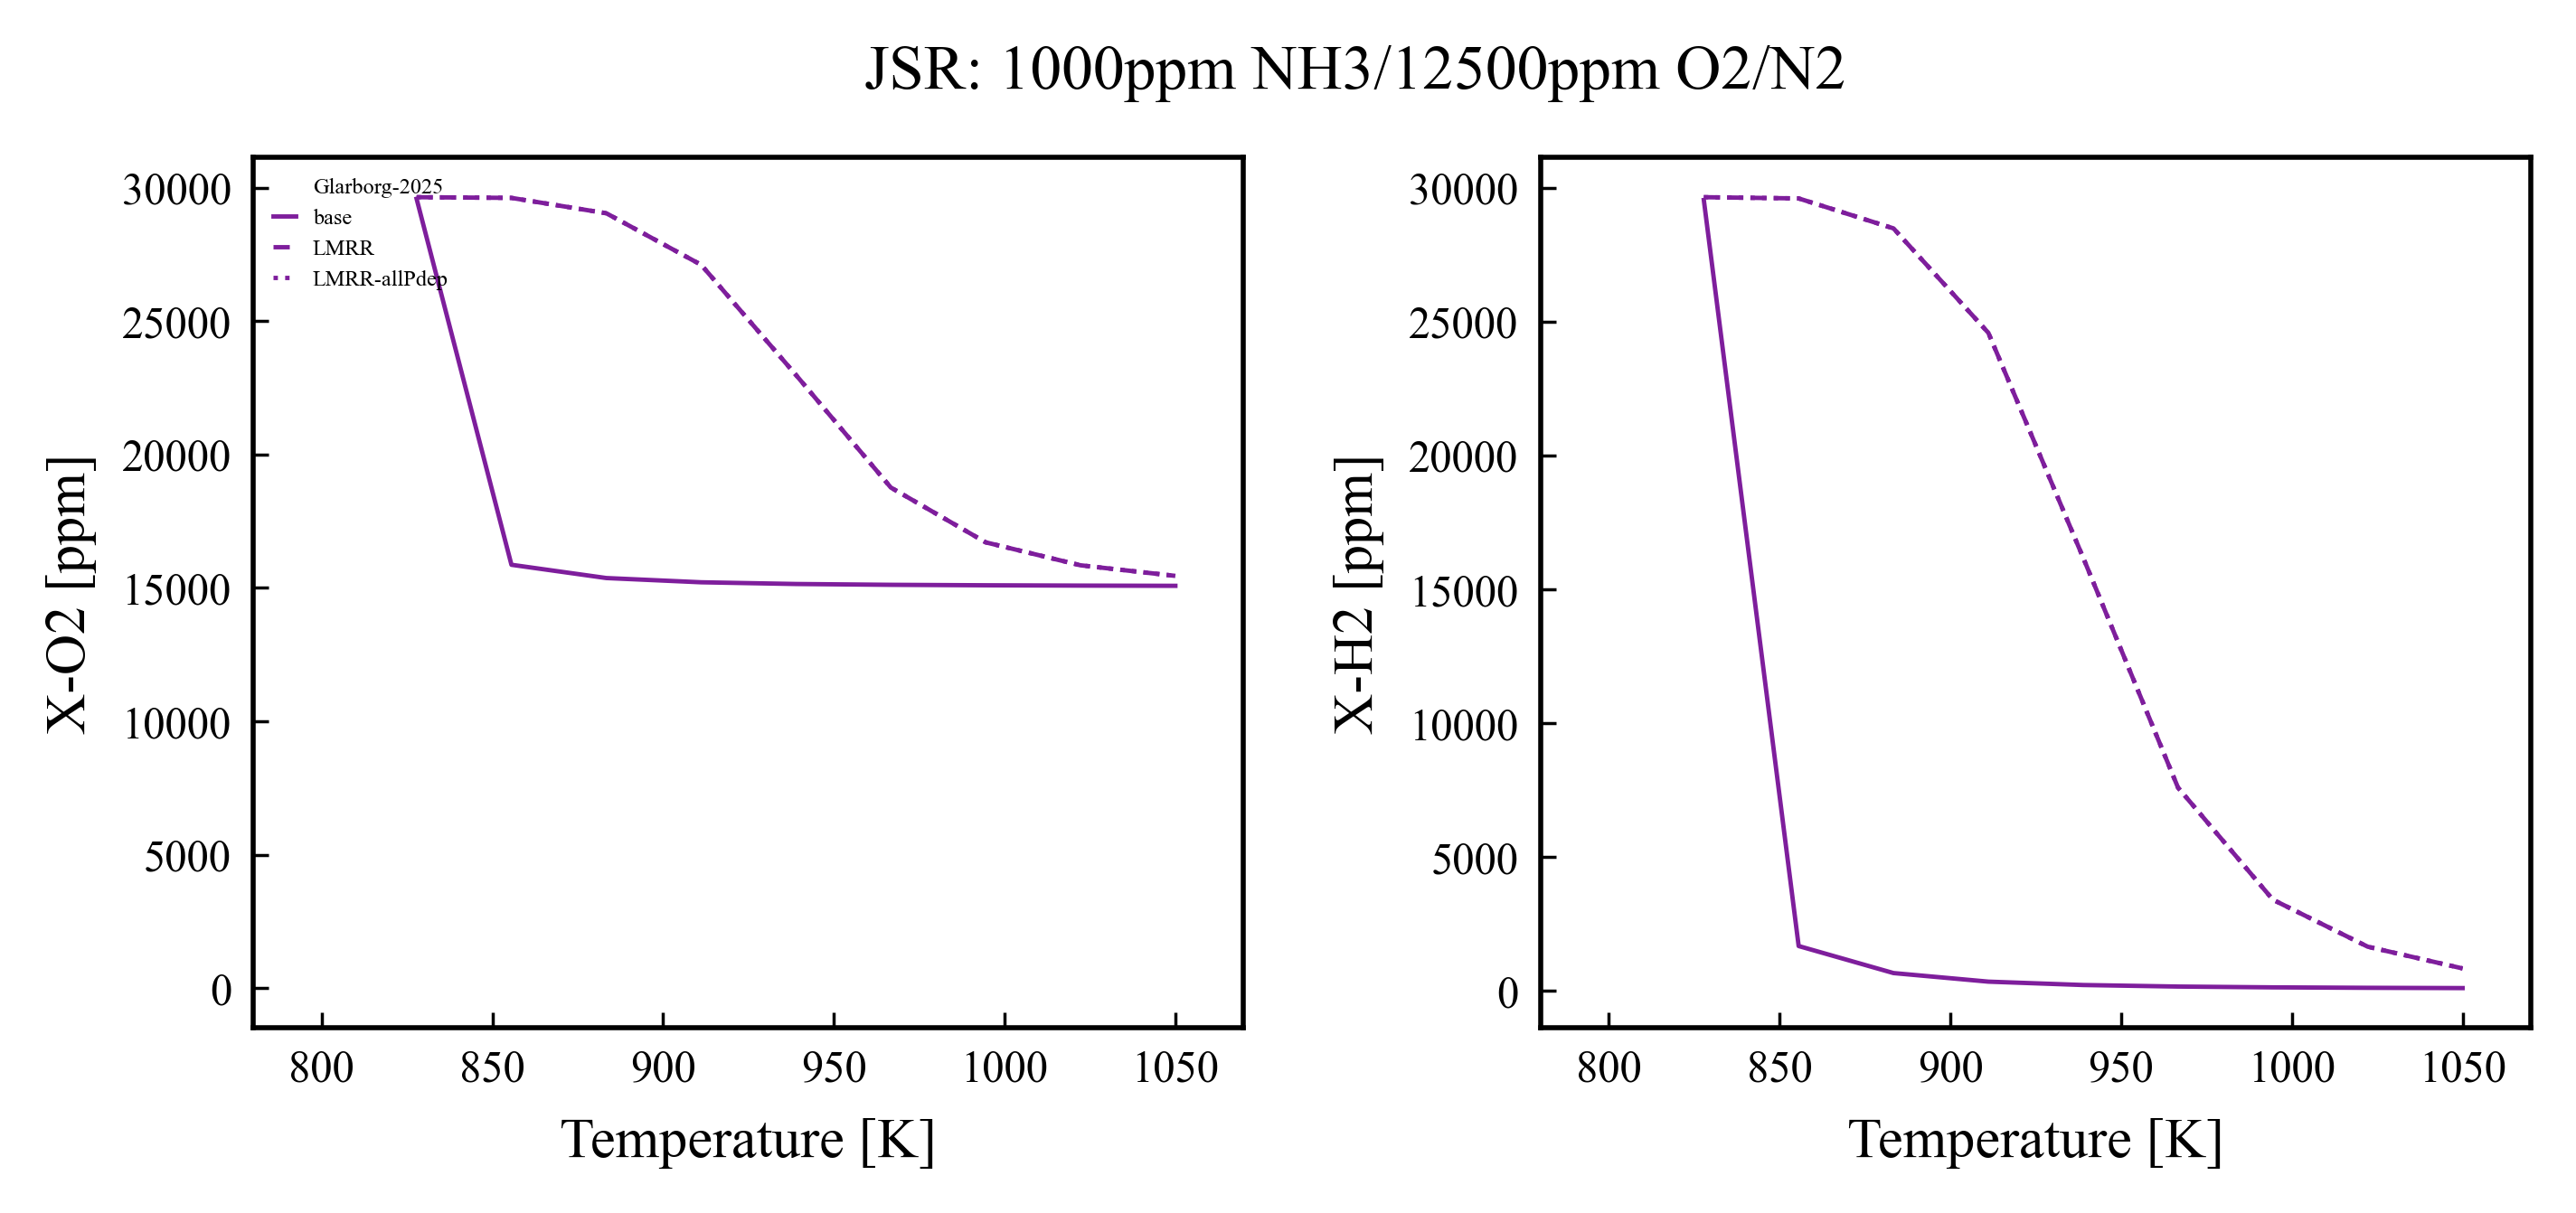 JSR: 1000ppm NH3/12500ppm O2/N2
X-O2 [ppm]
30000
25000
20000
15000
10000
5000
0
Glarborg-2025
base
LMRR
LMRR-allPdep
800 850 900 950 1000 1050
Temperature [K]
X-H2 [ppm]
30000
25000
20000
15000
10000
5000
0
800 850 900 950 1000 1050
Temperature [K]